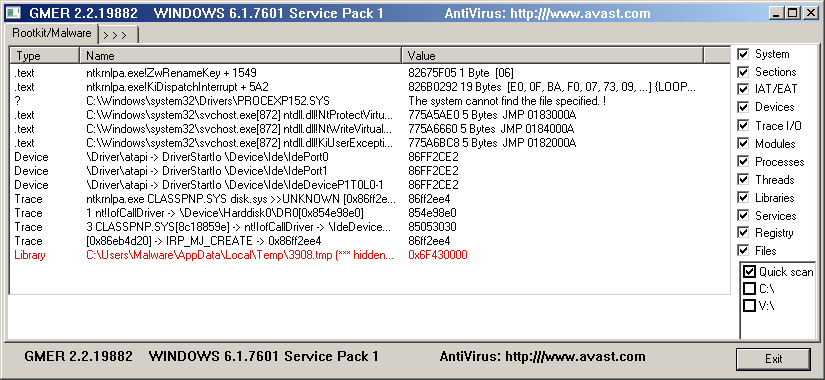 GMER 2.2.19882 WINDOWS 6.1.7601 Service Pack 1 AntiVirus: http:///www.avast.com
Rootkit/Malware > > >
Type Name Value
.text ntkrnlpa.exe!ZwRenameKey + 1549 82675F05 1 Byte [06]
.text ntkrnlpa.exe!KiDispatchInterrupt + 5A2 826B0292 19 Bytes [E0, 0F, BA, F0, 07, 73, 09, ...] {LOOP...
? C:\Windows\system32\Drivers\PROCEXP152.SYS The system cannot find the file specified. !
.text C:\Windows\system32\svchost.exe[872] ntdll.dll!NtProtectVirtu... 775A5AE0 5 Bytes JMP 0183000A
.text C:\Windows\system32\svchost.exe[872] ntdll.dll!NtWriteVirtual... 775A6660 5 Bytes JMP 0184000A
.text C:\Windows\system32\svchost.exe[872] ntdll.dll!KiUserExcepti... 775A6BC8 5 Bytes JMP 0182000A
Device \Driver\atapi -> DriverStartIo \Device\Ide\IdePort0 86FF2CE2
Device \Driver\atapi -> DriverStartIo \Device\Ide\IdePort1 86FF2CE2
Device \Driver\atapi -> DriverStartIo \Device\Ide\IdeDeviceP1T0L0-1 86FF2CE2
Trace ntkrnlpa.exe CLASSPNP.SYS disk.sys >>UNKNOWN [0x86ff2e... 86ff2ee4
Trace 1 nt!IofCallDriver -> \Device\Harddisk0\DR0[0x854e98e0] 854e98e0
Trace 3 CLASSPNP.SYS[8c18859e] -> nt!IofCallDriver -> \IdeDevice... 85053030
Trace [0x86eb4d20] -> IRP_MJ_CREATE -> 0x86ff2ee4 86ff2ee4
Library C:\Users\Malware\AppData\Local\Temp\3908.tmp (*** hidden... 0x6F430000
System
Sections
IAT/EAT
Devices
Trace I/O
Modules
Processes
Threads
Libraries
Services
Registry
Files
Quick scan
C:\
V:\
GMER 2.2.19882 WINDOWS 6.1.7601 Service Pack 1 AntiVirus: http:///www.avast.com
Exit